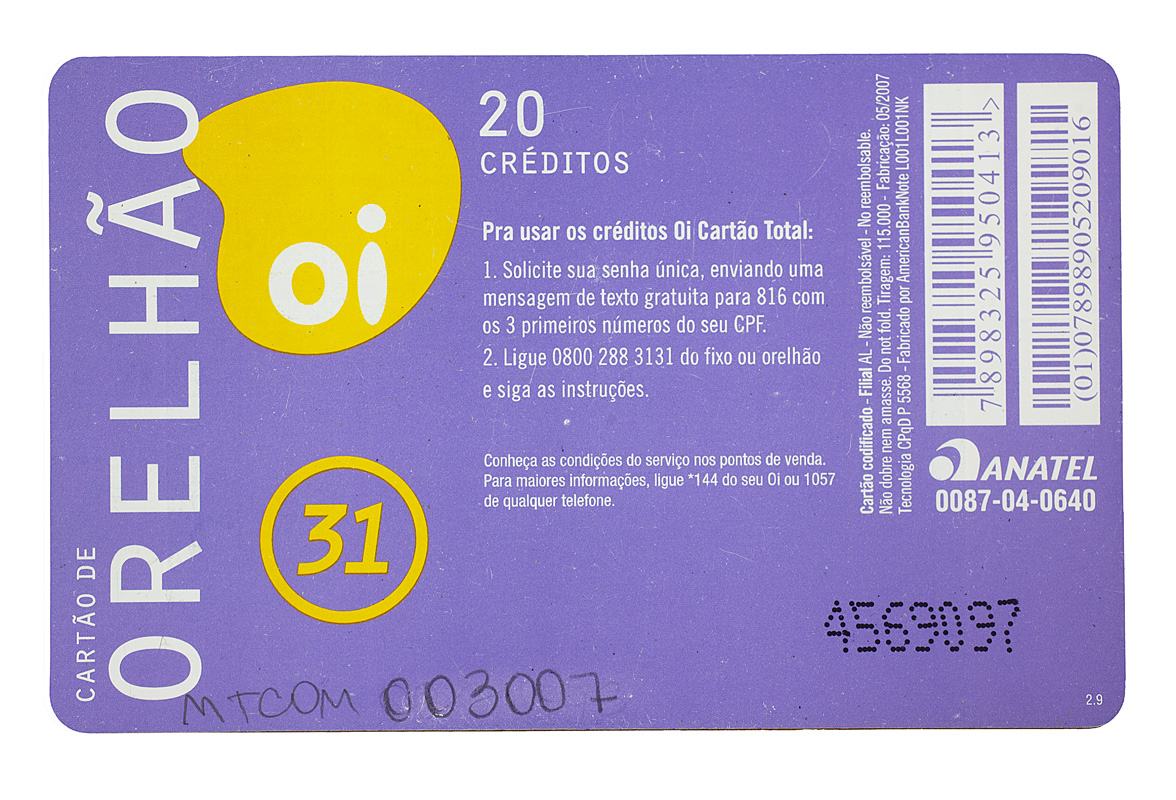 CARTÃO DE
ORELHÃO
oi
31
20
CRÉDITOS
Pra usar os créditos Oi Cartão Total:
1. Solicite sua senha única, enviando uma
mensagem de texto gratuita para 816 com
os 3 primeiros números do seu CPF.
2. Ligue 0800 288 3131 do fixo ou orelhão
e siga as instruções.
Conheça as condições do serviço nos pontos de venda.
Para maiores informações, ligue *144 do seu Oi ou 1057
de qualquer telefone.
Cartão codificado - Filial AL - Não reembolsável - No reembolsable.
Não dobre nem amasse. Do not fold. Tiragem: 115.000 - Fabricação: 05/2007
Tecnologia CPqD P 5568 - Fabricado por AmericanBankNote L001L001NK
7 898325 950413 >
(01)07898905209016
ANATEL
0087-04-0640
4569097
MTCOM 003007
2.9